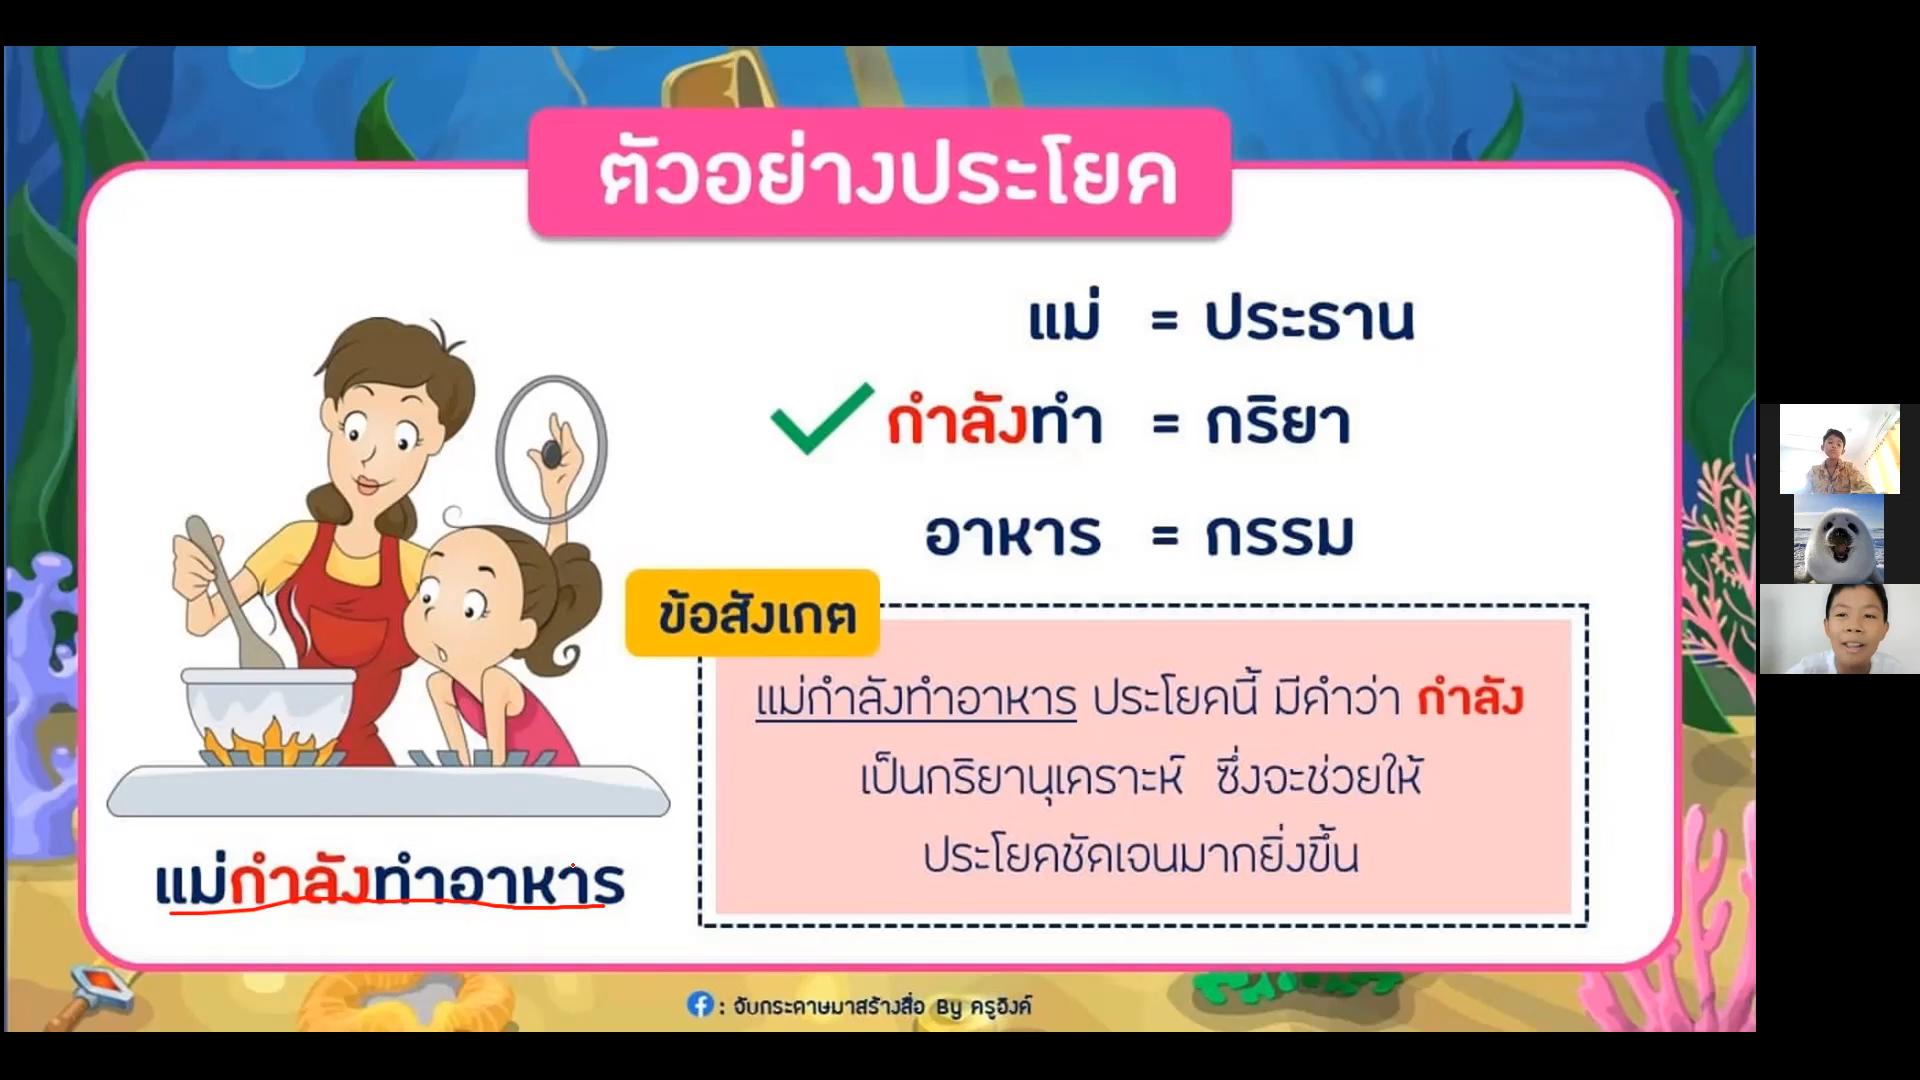 ตัวอย่างประโยค
แม่ = ประธาน
กำลังทำ = กริยา
อาหาร = กรรม
ข้อสังเกต
แม่กำลังทำอาหาร ประโยคนี้ มีคำว่า กำลัง
เป็นกริยานุเคราะห์ ซึ่งจะช่วยให้
ประโยคชัดเจนมากยิ่งขึ้น
แม่กำลังทำอาหาร
: จับกระดาษมาสร้างสื่อ By ครูอิงค์